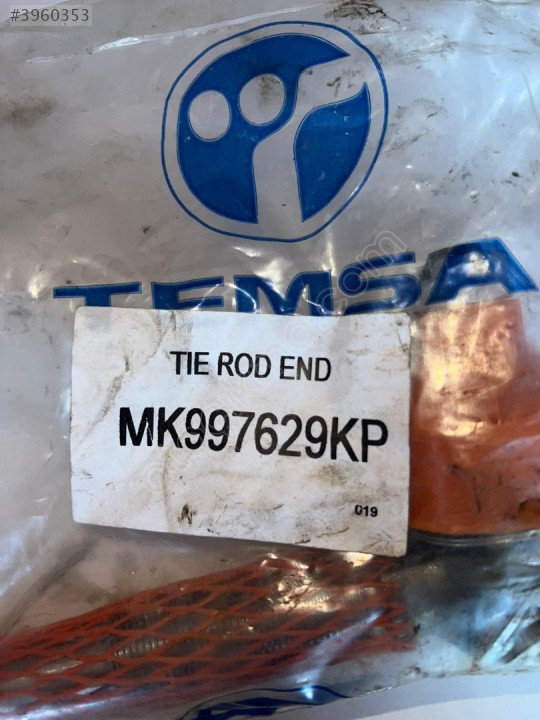 #3960353
TEMSA
TIE ROD END
MK997629KP
019